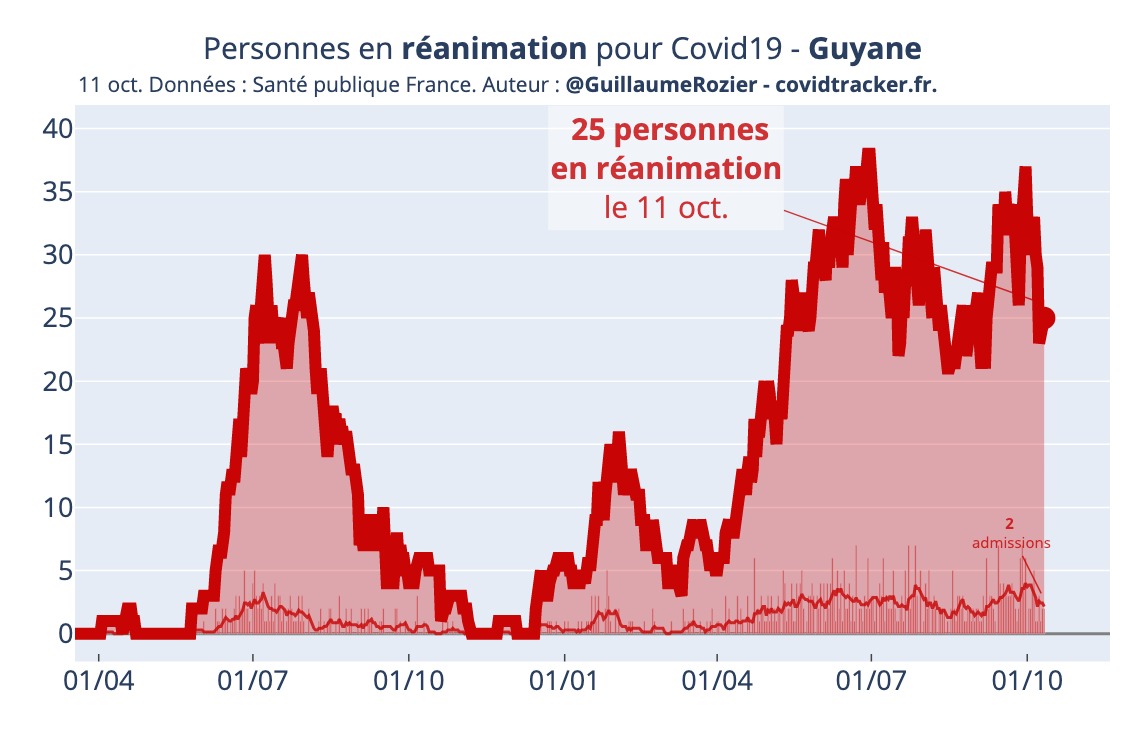 Personnes en réanimation pour Covid19 - Guyane
11 oct. Données : Santé publique France. Auteur : @GuillaumeRozier - covidtracker.fr.
25 personnes
en réanimation
le 11 oct.
40
35
30
25
20
15
10
5
0
2
admissions
01/04
01/07
01/10
01/01
01/04
01/07
01/10